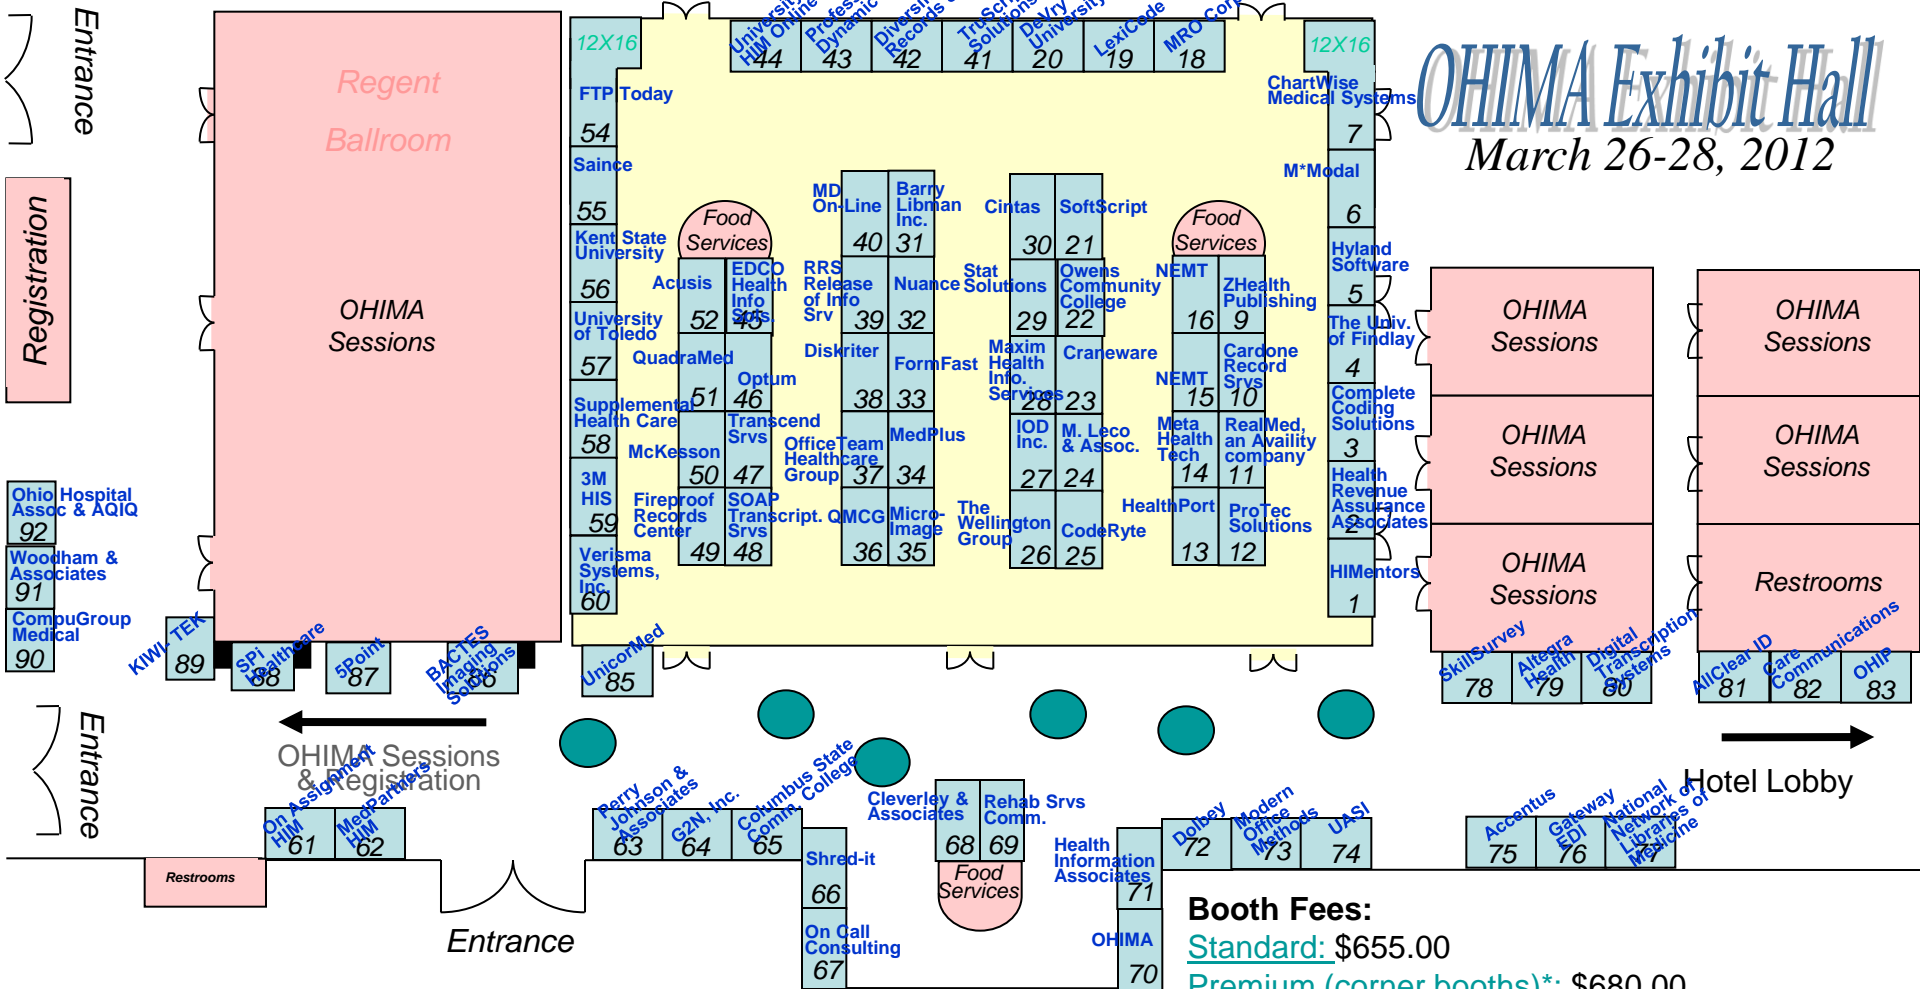 Entrance
Registration
Regent
Ballroom
OHIMA
Sessions
12X16
University
HIM Online
44
Dynamic
43
Records
42
Solutions
41
DeVry
University
20
LexiCode
19
MRO Corp
18
12X16
OHIMA Exhibit Hall
March 26-28, 2012
FTP Today
54
Saince
55
Kent State
University
56
University
of Toledo
57
Supplemental
Health Care
58
3M
HIS
59
Verisma
Systems,
Inc.
60
Food
Services
Acusis
52
EDCO
Health
Info
Sols.
45
QuadraMed
51
Optum
46
McKesson
50
Transcend
Srvs
47
Fireproof
Records
Center
49
SOAP
Transcript.
Srvs
48
MD
On-Line
40
Barry
Libman
Inc.
31
RRS
Release
of Info
Srv
39
Nuance
32
Diskriter
38
FormFast
33
OfficeTeam
Healthcare
Group
37
MedPlus
34
QMCG
36
Micro-
Image
35
Cintas
30
SoftScript
21
Stat
Solutions
29
Owens
Community
College
22
Maxim
Health
Info.
Services
28
Craneware
23
IOD
Inc.
27
M. Leco
& Assoc.
24
The
Wellington
Group
26
CodeRyte
25
Food
Services
NEMT
16
ZHealth
Publishing
9
NEMT
15
Cardone
Record
Srvs
10
Meta
Health
Tech
14
RealMed,
an Availity
company
11
HealthPort
13
ProTec
Solutions
12
ChartWise
Medical Systems
7
M*Modal
6
Hyland
Software
5
The Univ.
of Findlay
4
Complete
Coding
Solutions
3
Health
Revenue
Assurance
Associates
2
HIMentors
1
OHIMA
Sessions
OHIMA
Sessions
OHIMA
Sessions
OHIMA
Sessions
OHIMA
Sessions
Restrooms
Ohio Hospital
Assoc & AQIQ
92
Woodham &
Associates
91
CompuGroup
Medical
90
KIWI- TEK
89
SPi
Healthcare
88
5Point
87
BACTES
Imaging
Solutions
86
UnicorMed
85
SkillSurvey
78
Altegra
Health
79
Digital
Transcription
Systems
80
AllClear ID
81
Care
Communications
82
OHIP
83
Entrance
OHIMA Sessions
& Registration
Hotel Lobby
On Assignment
HIM
61
MedPartners
HIM
62
Perry
Johnson &
Associates
63
G2N, Inc.
64
Columbus State
Comm. College
65
Shred-it
66
On Call
Consulting
67
Cleverley &
Associates
68
Rehab Srvs
Comm.
69
Food
Services
Health
Information
Associates
71
OHIMA
70
Dolbey
72
Modern
Office
Methods
73
UASI
74
Accentus
75
Gateway
EDI
76
National
Network of
Libraries of
Medicine
77
Restrooms
Entrance
Booth Fees:
Standard: $655.00
Premium (corner booths)*: $680.00